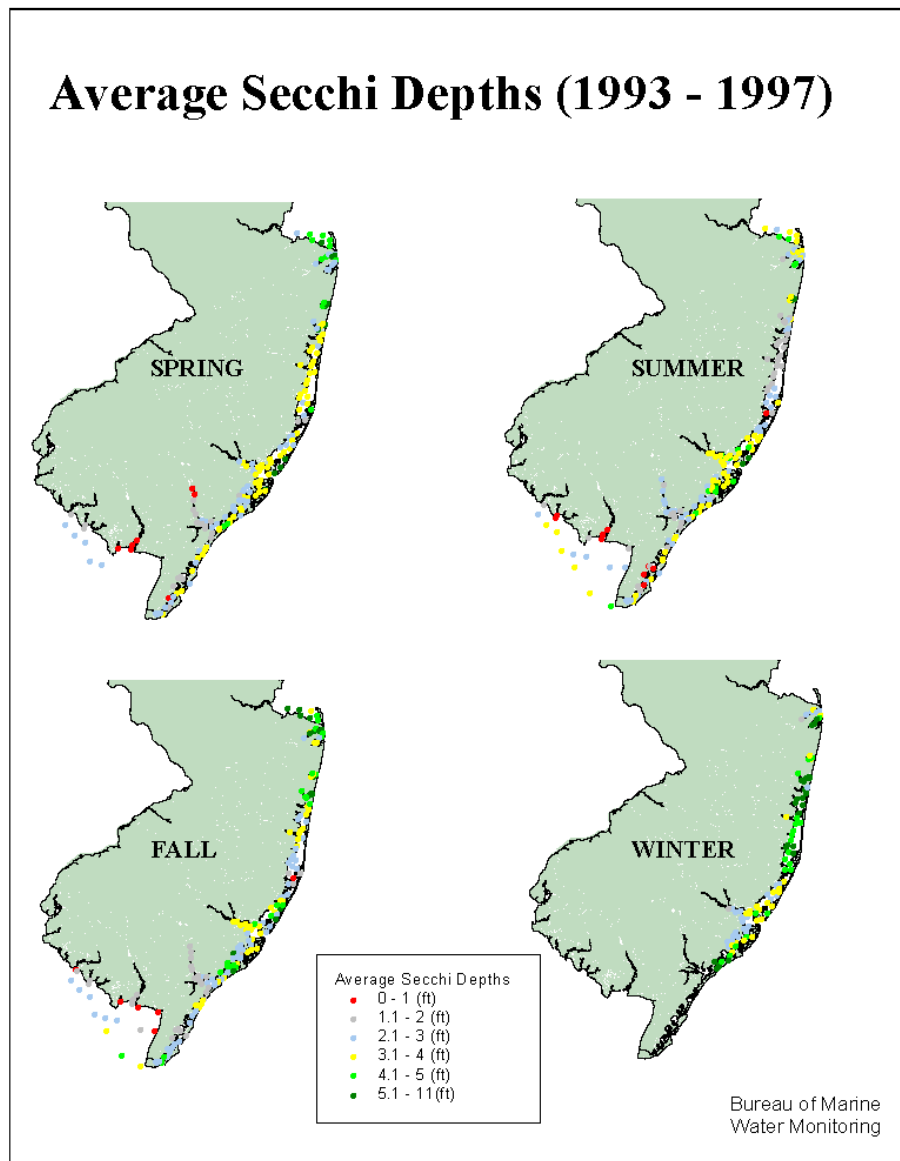 Average Secchi Depths (1993 - 1997)
SPRING
SUMMER
FALL
WINTER
Average Secchi Depths
0 - 1 (ft)
1.1 - 2 (ft)
2.1 - 3 (ft)
3.1 - 4 (ft)
4.1 - 5 (ft)
5.1 - 11(ft)
Bureau of Marine
Water Monitoring